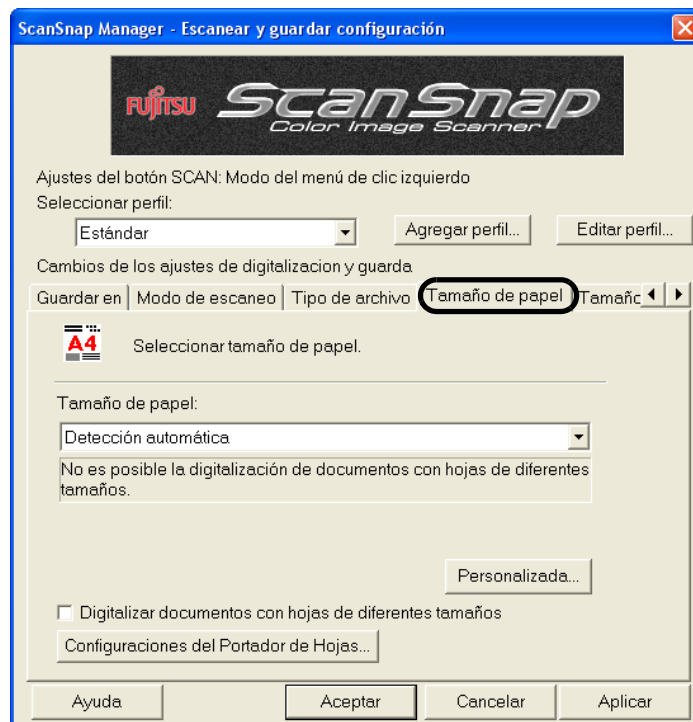 ScanSnap Manager - Escanear y guardar configuración
FUJITSU ScanSnap
Color Image Scanner
Ajustes del botón SCAN: Modo del menú de clic izquierdo
Seleccionar perfil:
Estándar Agregar perfil... Editar perfil...
Cambios de los ajustes de digitalizacion y guarda
Guardar en Modo de escaneo Tipo de archivo Tamaño de papel Tamaño
A4 Seleccionar tamaño de papel.
Tamaño de papel:
Detección automática
No es posible la digitalización de documentos con hojas de diferentes
tamaños.
Personalizada...
Digitalizar documentos con hojas de diferentes tamaños
Configuraciones del Portador de Hojas...
Ayuda Aceptar Cancelar Aplicar